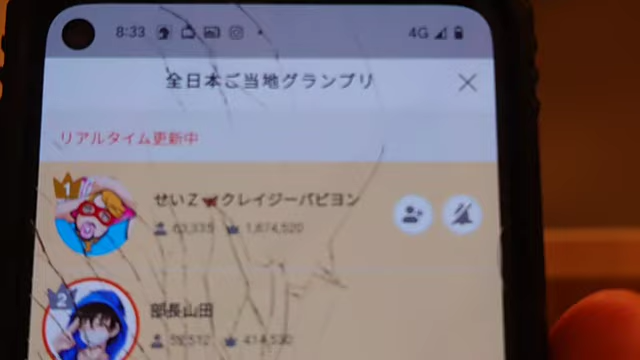 8:33 4G
全日本ご当地グランプリ
リアルタイム更新中
1
せいZ クレイジーパピヨン
2
部長山田